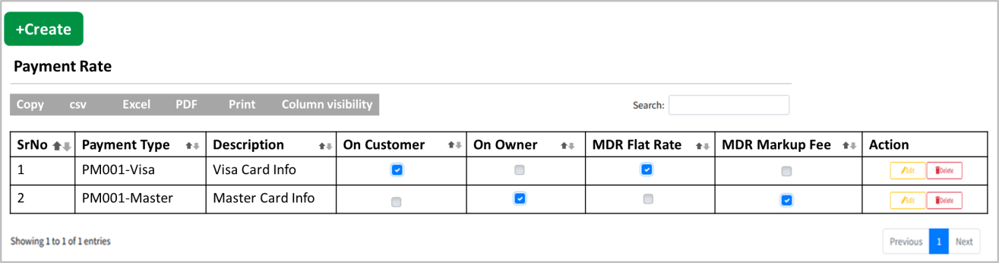 +Create
Payment Rate
Copy csv Excel PDF Print Column visibility Search:
SrNo Payment Type Description On Customer On Owner MDR Flat Rate MDR Markup Fee Action
1 PM001-Visa Visa Card Info Edit Delete
2 PM001-Master Master Card Info Edit Delete
Showing 1 to 1 of 1 entries Previous 1 Next